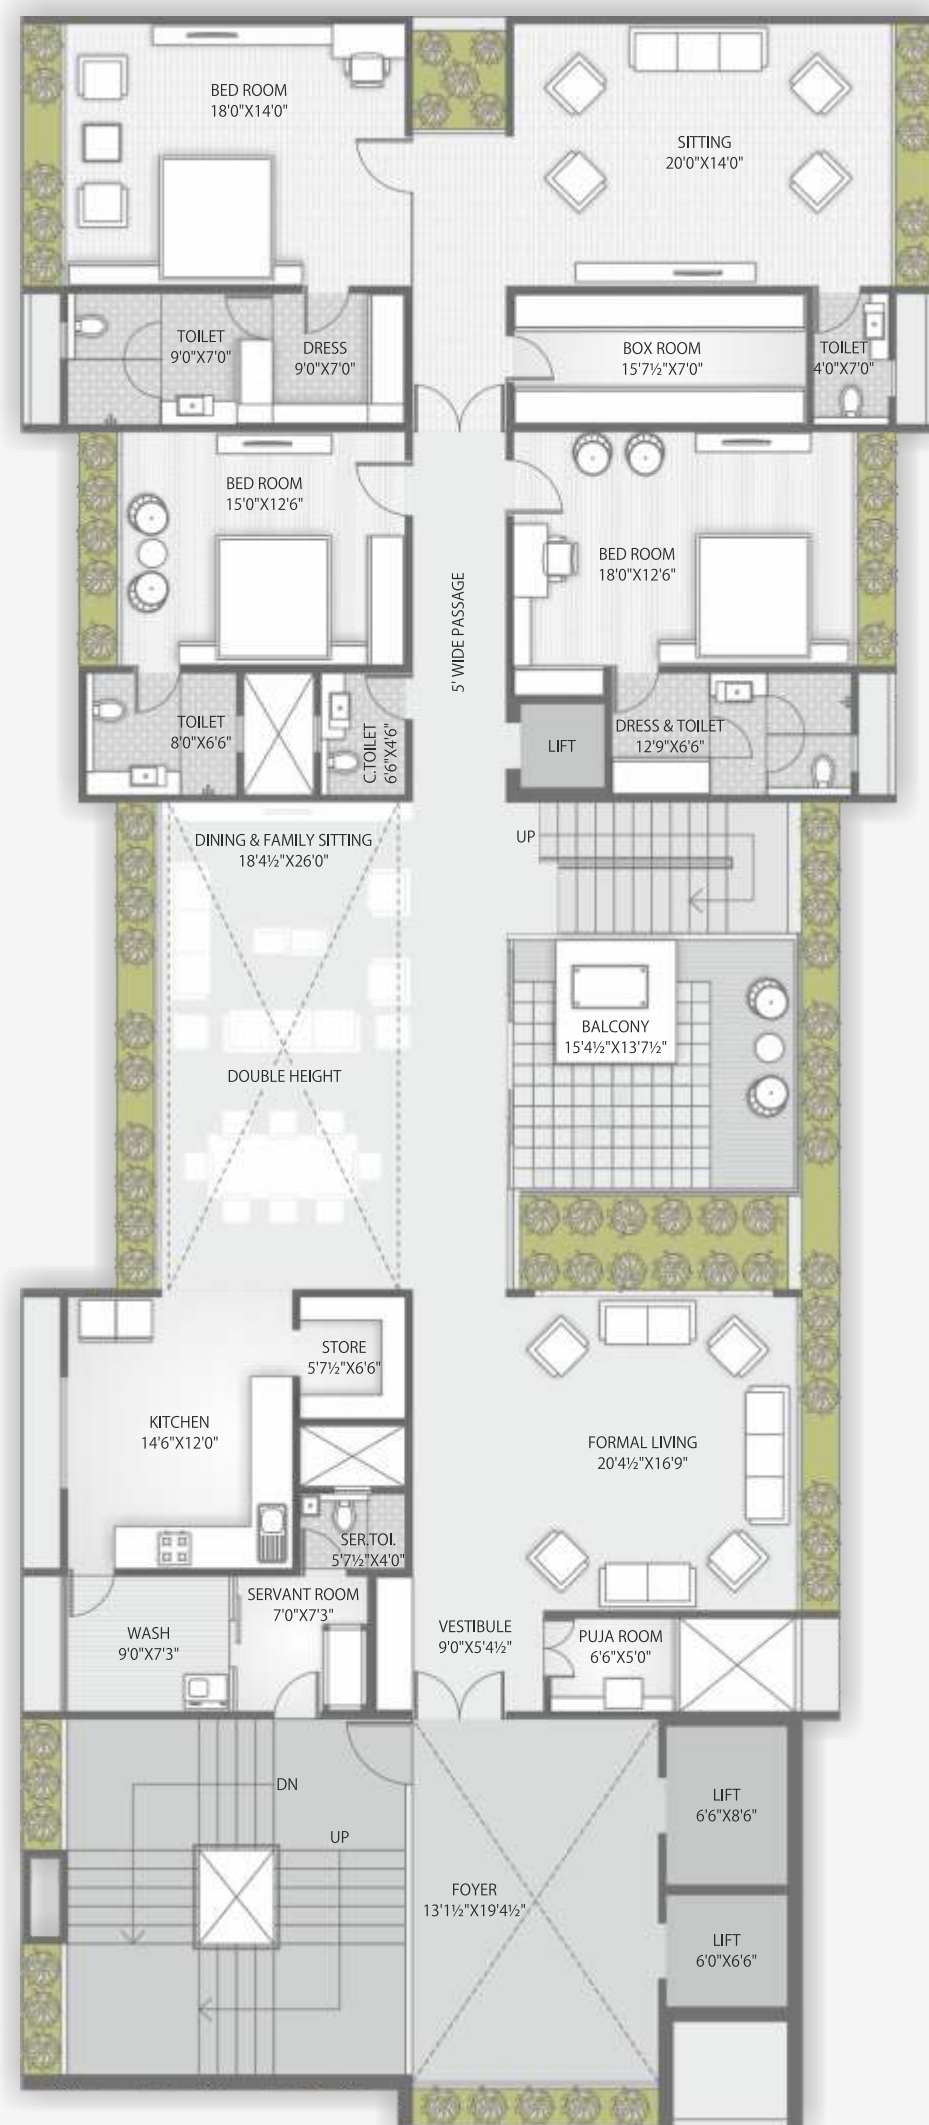 BED ROOM
18'0"X14'0"
SITTING
20'0"X14'0"
TOILET
9'0"X7'0"
DRESS
9'0"X7'0"
BOX ROOM
15'7½"X7'0"
TOILET
4'0"X7'0"
BED ROOM
15'0"X12'6"
BED ROOM
18'0"X12'6"
5' WIDE PASSAGE
TOILET
8'0"X6'6"
C.TOILET
6'6"X4'6"
LIFT
DRESS & TOILET
12'9"X6'6"
DINING & FAMILY SITTING
18'4½"X26'0"
UP
BALCONY
15'4½"X13'7½"
DOUBLE HEIGHT
STORE
5'7½"X6'6"
KITCHEN
14'6"X12'0"
FORMAL LIVING
20'4½"X16'9"
SER.TOI.
5'7½"X4'0"
SERVANT ROOM
7'0"X7'3"
WASH
9'0"X7'3"
VESTIBULE
9'0"X5'4½"
PUJA ROOM
6'6"X5'0"
DN
UP
LIFT
6'6"X8'6"
FOYER
13'1½"X19'4½"
LIFT
6'0"X6'6"